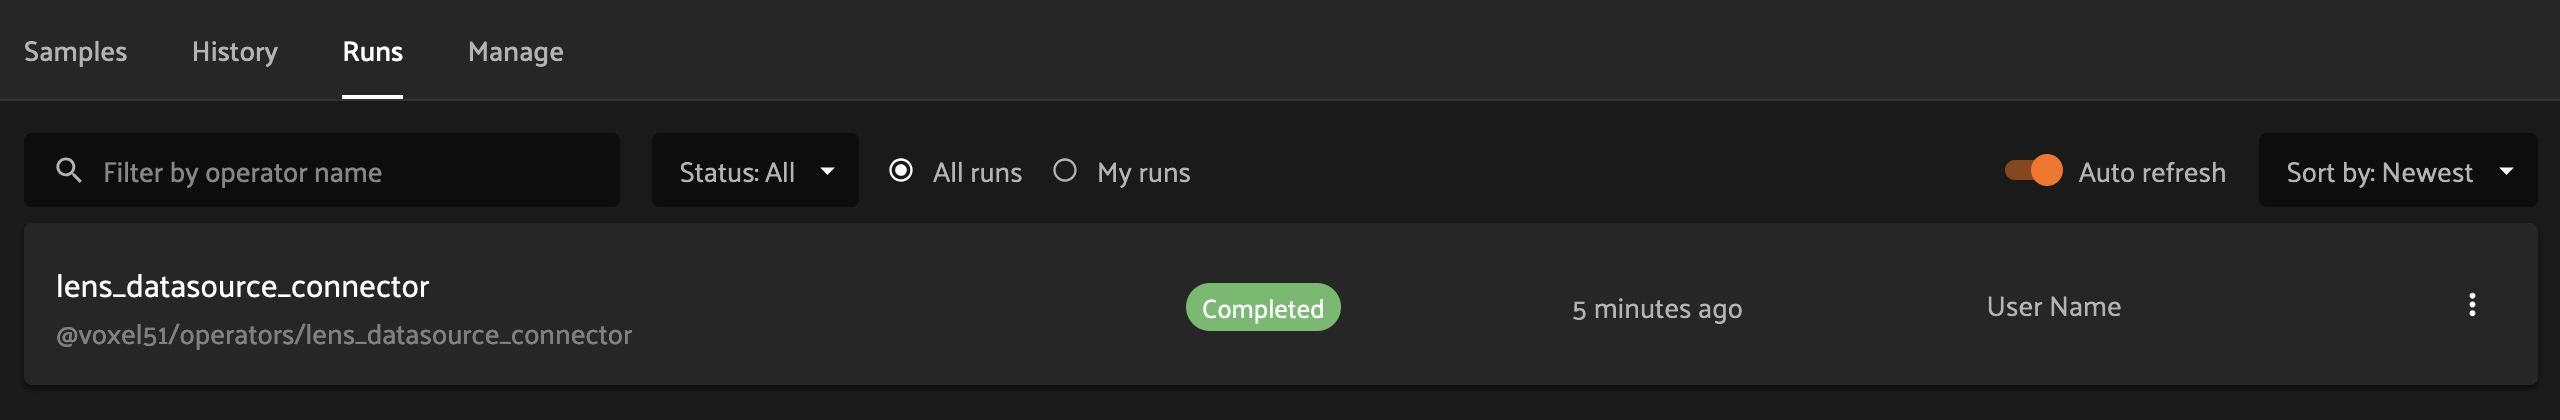 Samples History Runs Manage
Filter by operator name Status: All All runs My runs Auto refresh Sort by: Newest
lens_datasource_connector
@voxel51/operators/lens_datasource_connector
Completed
5 minutes ago
User Name